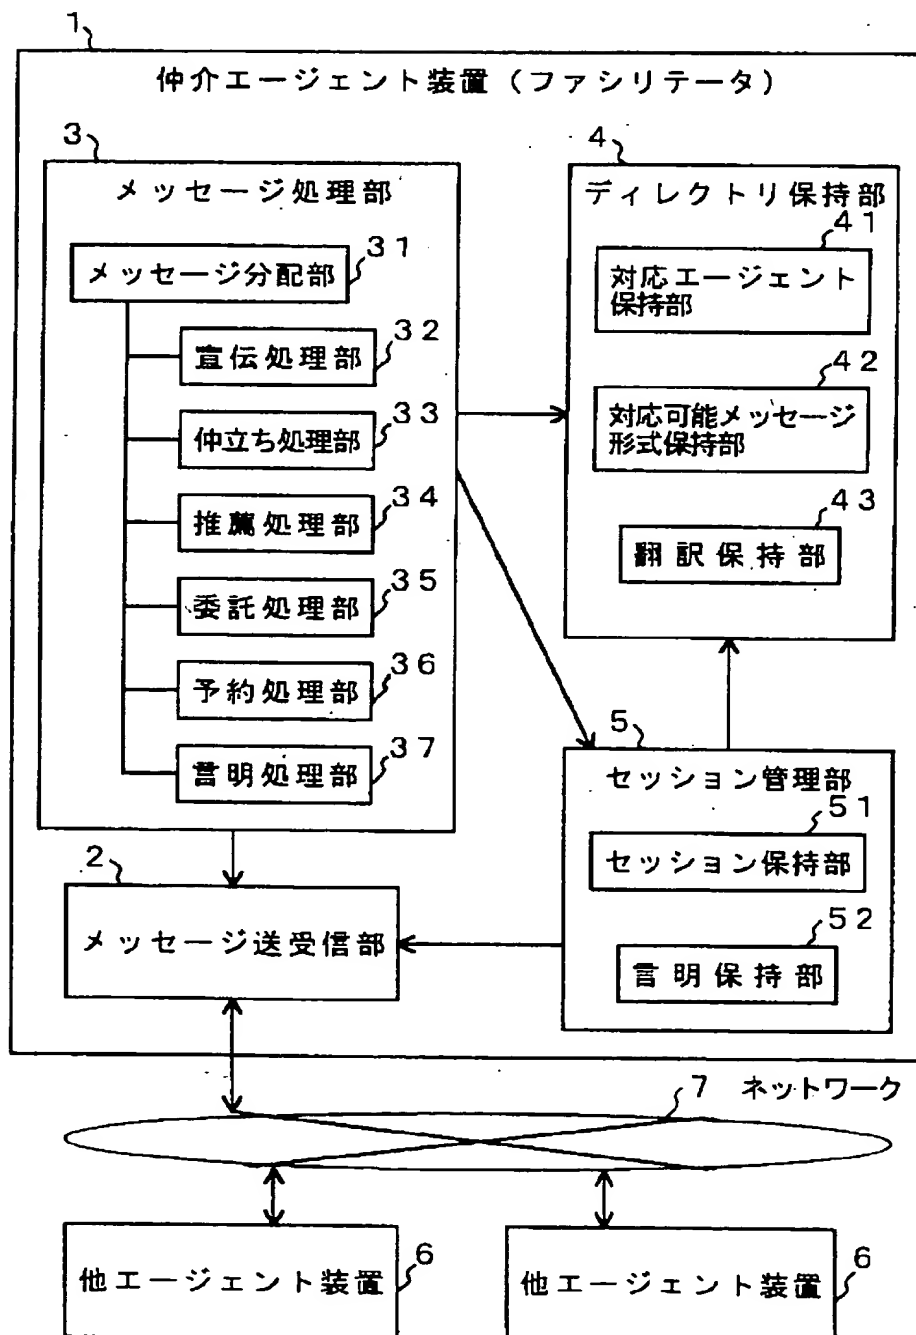 1
仲介エージェント装置(ファシリテータ)
3
メッセージ処理部
31
メッセージ分配部
32
宣伝処理部
33
仲立ち処理部
34
推薦処理部
35
委託処理部
36
予約処理部
37
言明処理部
4
ディレクトリ保持部
41
対応エージェント
保持部
42
対応可能メッセージ
形式保持部
43
翻訳保持部
5
セッション管理部
51
セッション保持部
52
言明保持部
2
メッセージ送受信部
7 ネットワーク
他エージェント装置
6
他エージェント装置
6